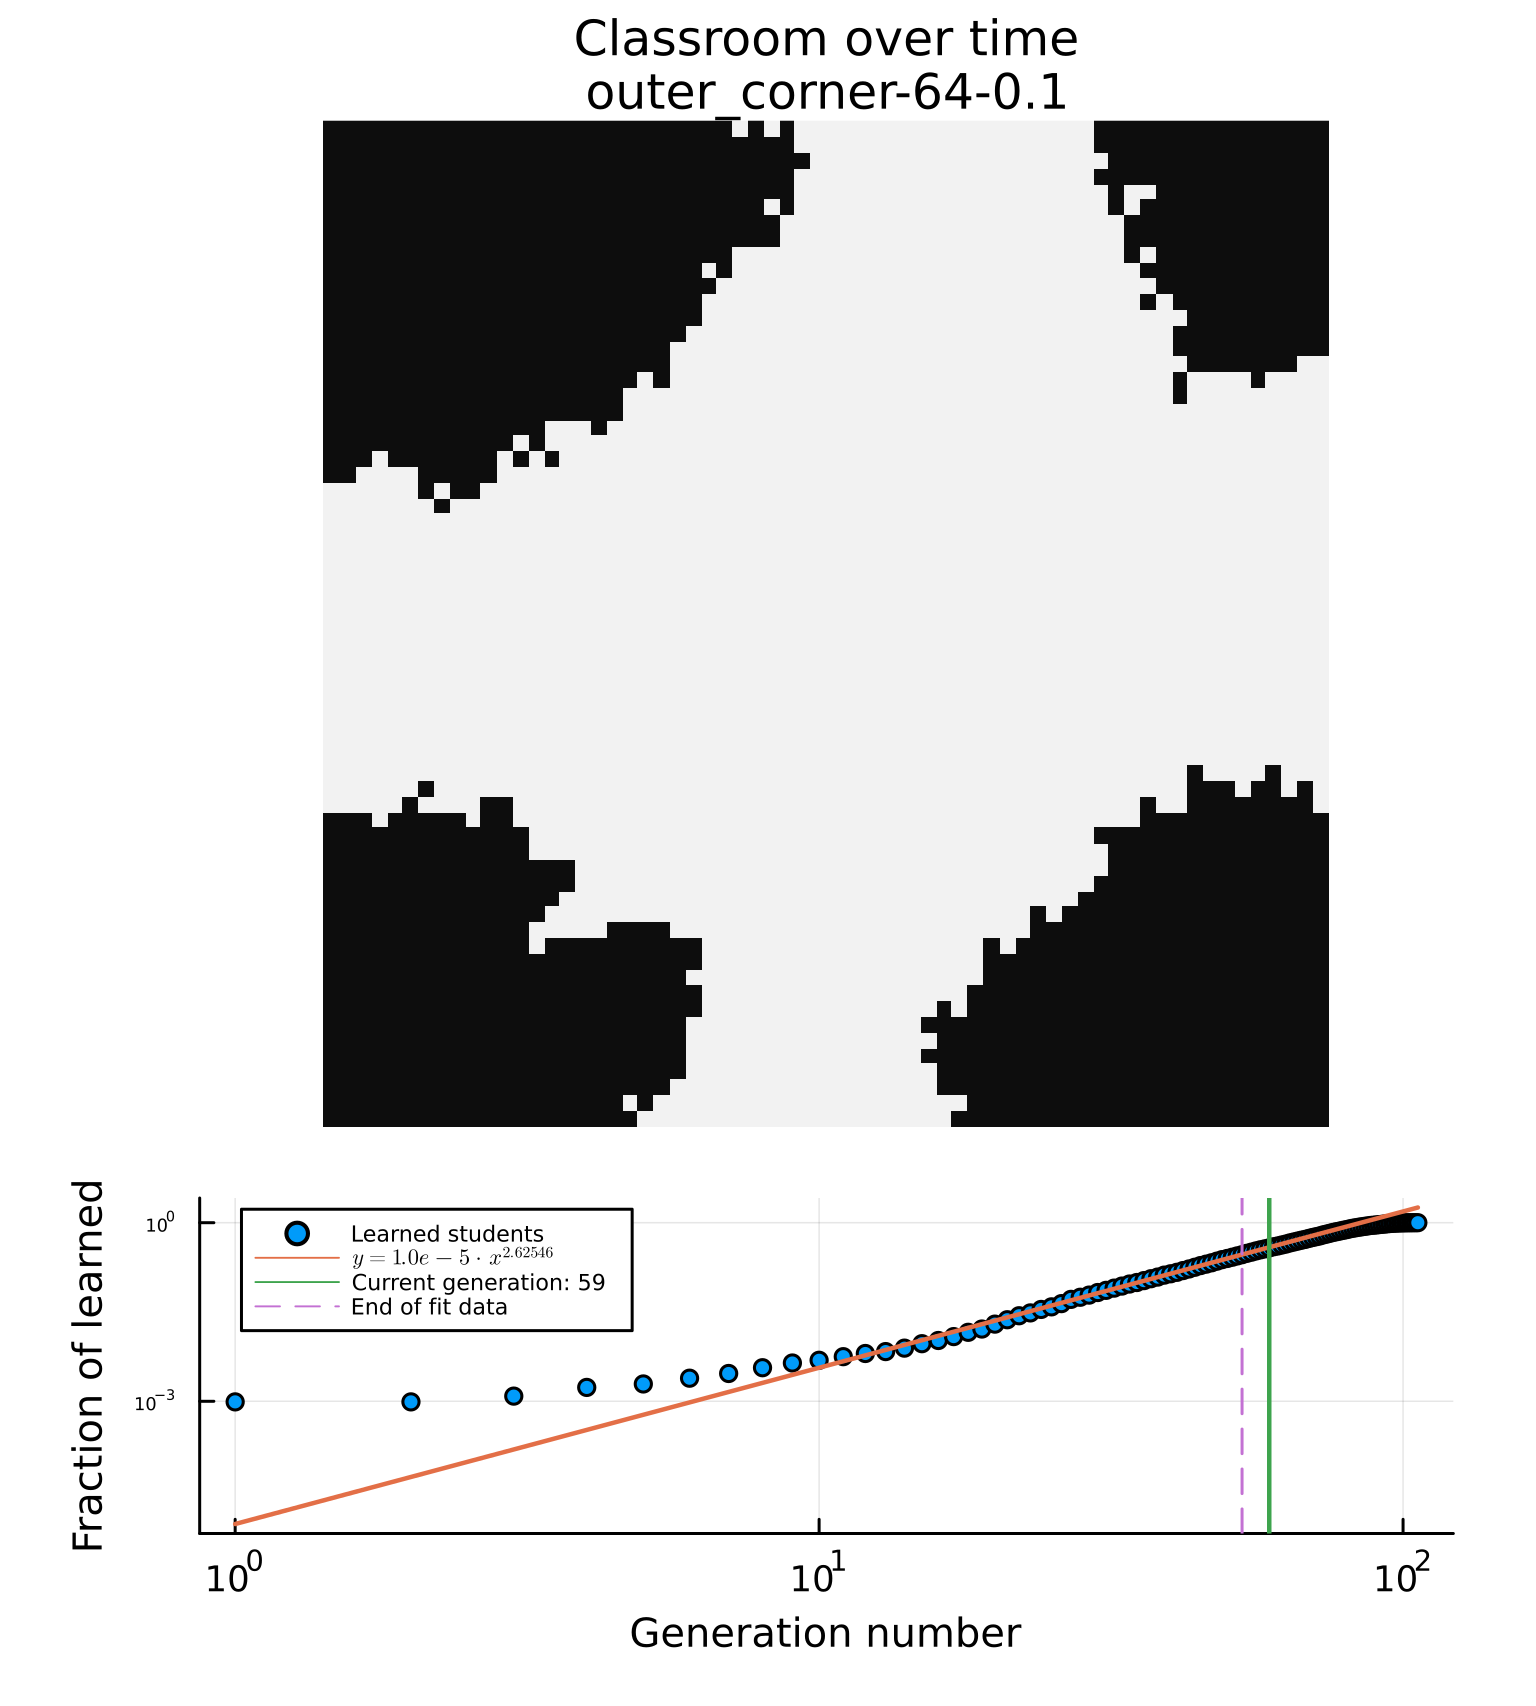 Classroom over time
outer_corner-64-0.1
Fraction of learned
10^0
10^−3
Learned students
y = 1.0e − 5 · x^2.62546
Current generation: 59
End of fit data
10^0
10^1
10^2
Generation number